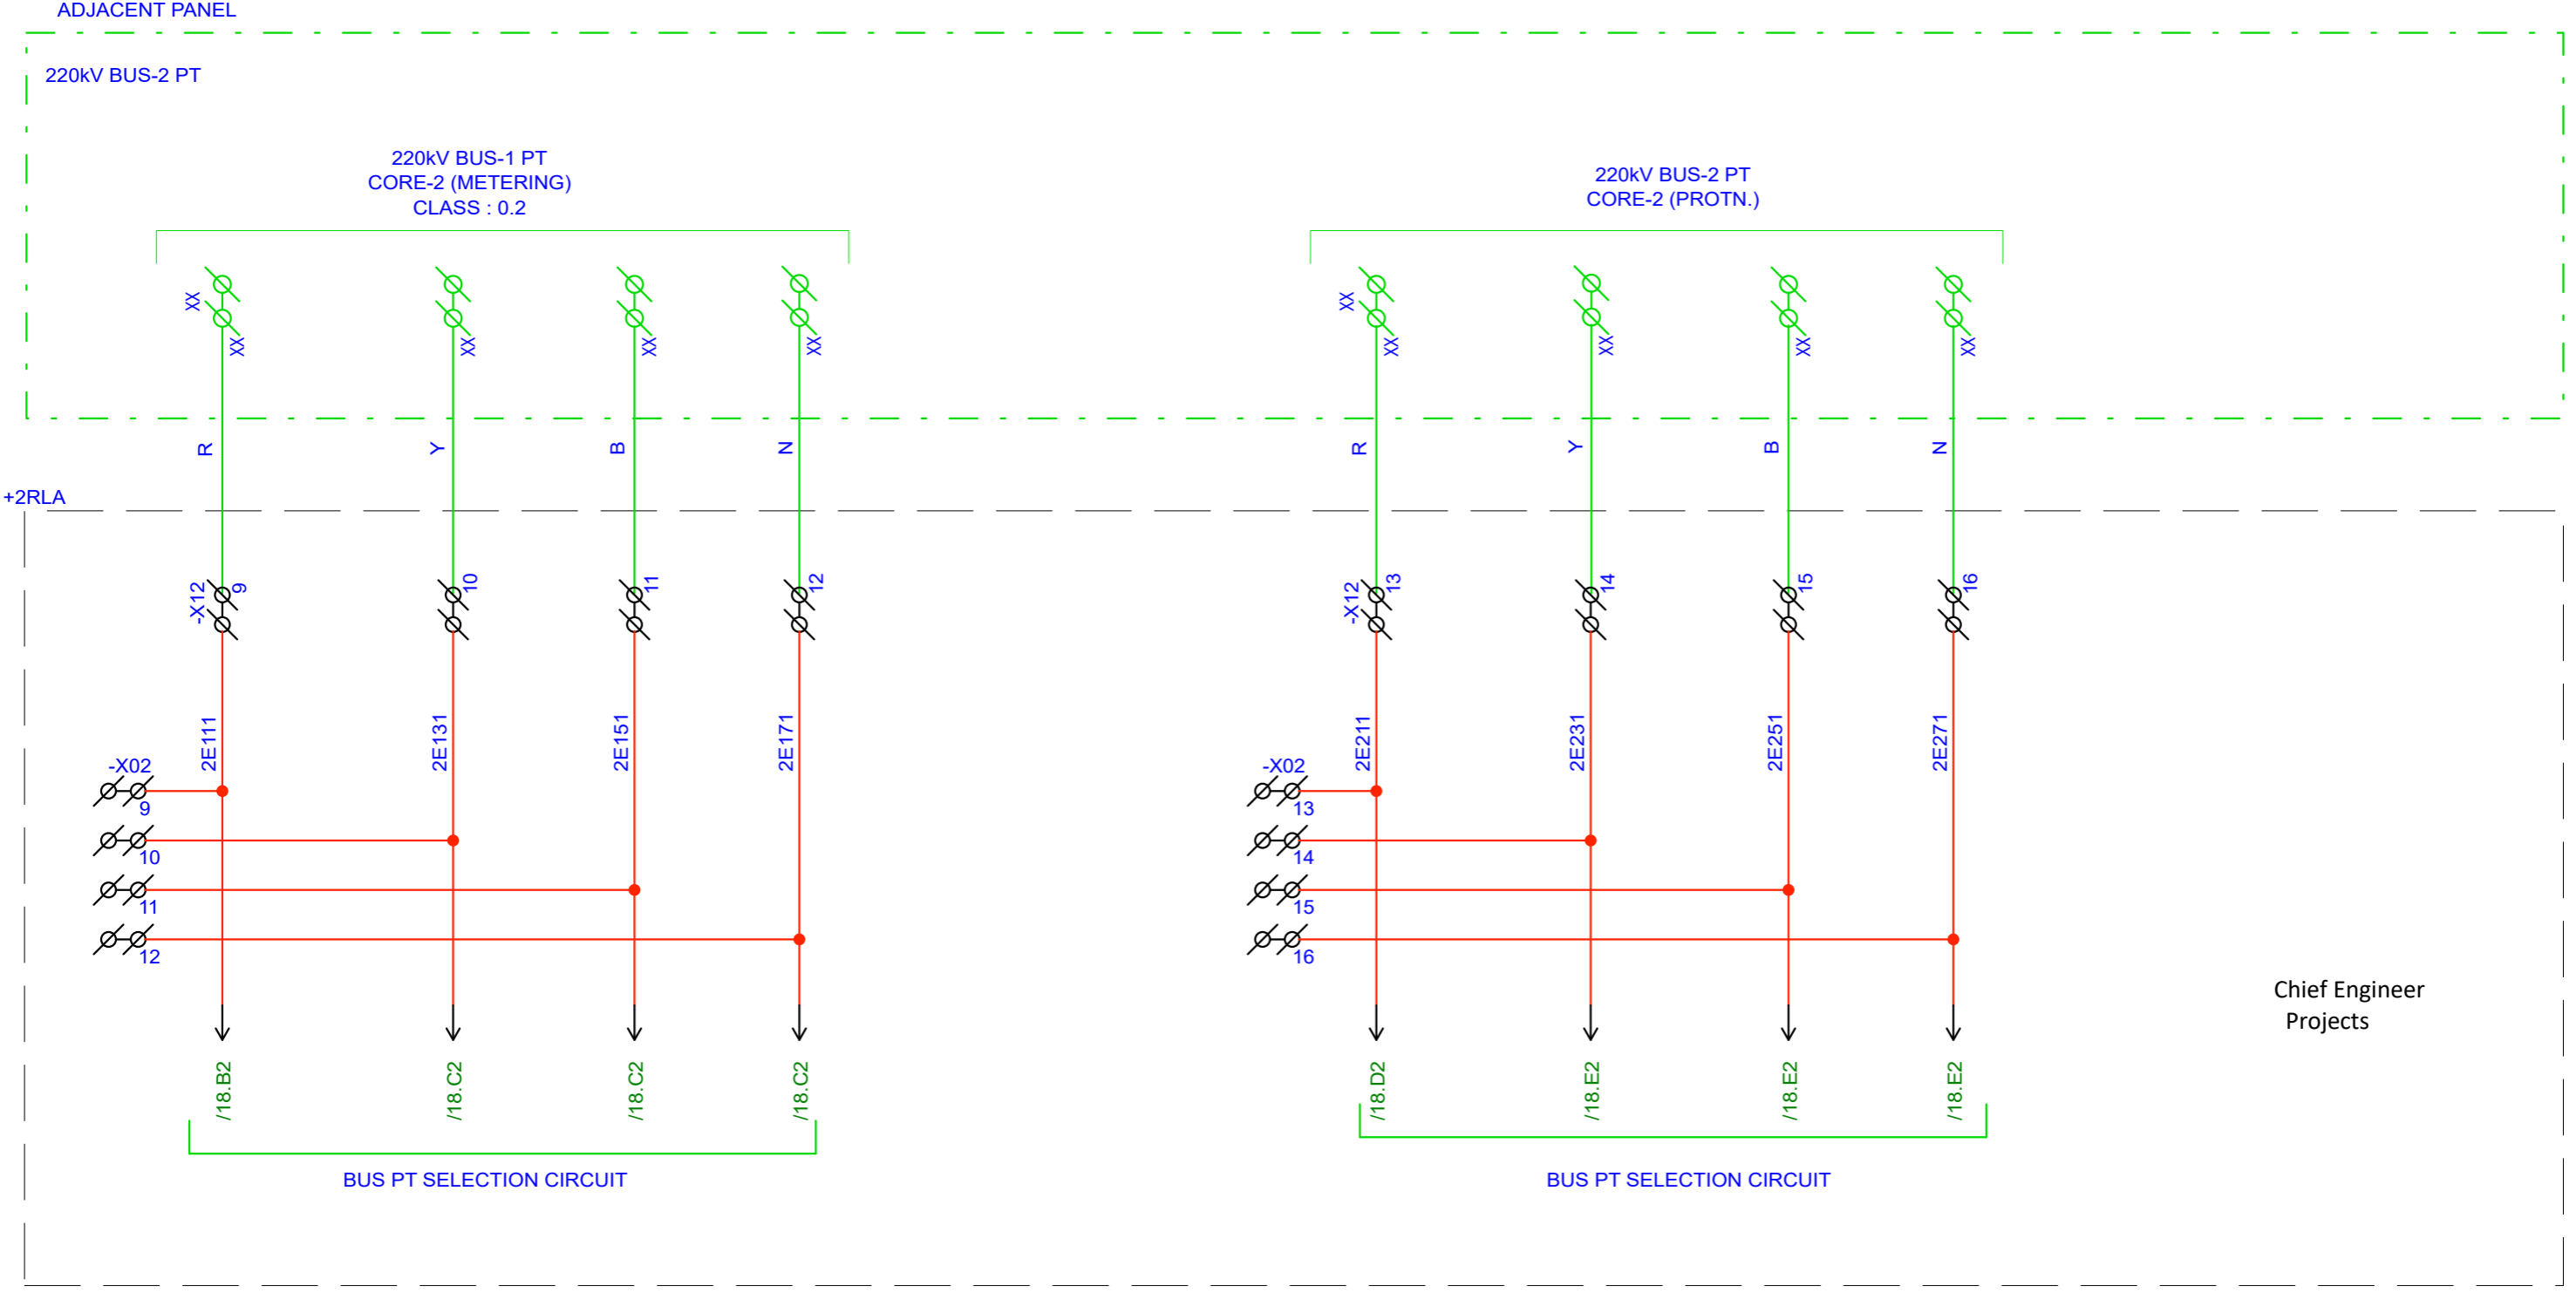 ADJACENT PANEL
220kV BUS-2 PT
220kV BUS-1 PT
CORE-2 (METERING)
CLASS : 0.2
220kV BUS-2 PT
CORE-2 (PROTN.)
XX
XX
XX
XX
XX
XX
XX
XX
XX
XX
R
Y
B
N
R
Y
B
N
+2RLA
-X12
9
10
11
12
-X12
13
14
15
16
2E111
2E131
2E151
2E171
2E211
2E231
2E251
2E271
-X02
9
10
11
12
-X02
13
14
15
16
Chief Engineer
Projects
/18.B2
/18.C2
/18.C2
/18.C2
/18.D2
/18.E2
/18.E2
/18.E2
BUS PT SELECTION CIRCUIT
BUS PT SELECTION CIRCUIT